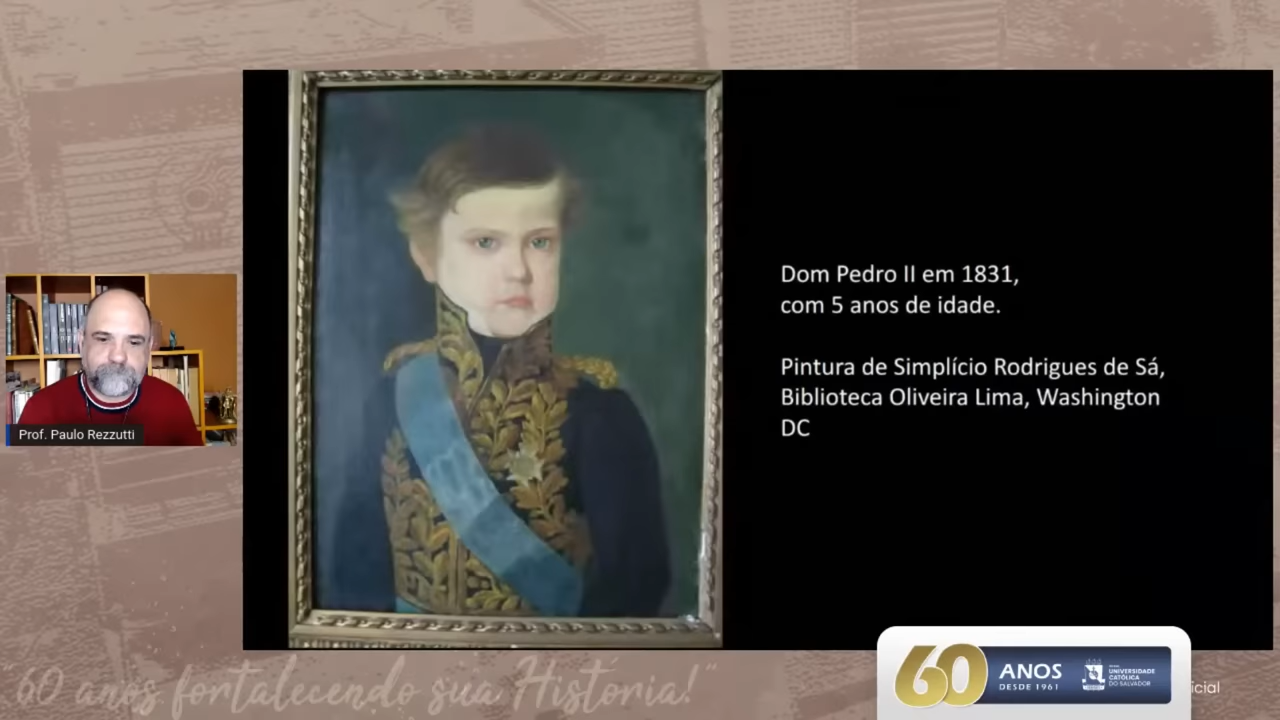 Dom Pedro II em 1831,
com 5 anos de idade.
Pintura de Simplício Rodrigues de Sá,
Biblioteca Oliveira Lima, Washington
DC
Prof. Paulo Rezzutti
"60 anos fortalecendo sua História!"
60 ANOS
DESDE 1961
UNIVERSIDADE
CATÓLICA
DO SALVADOR
icial